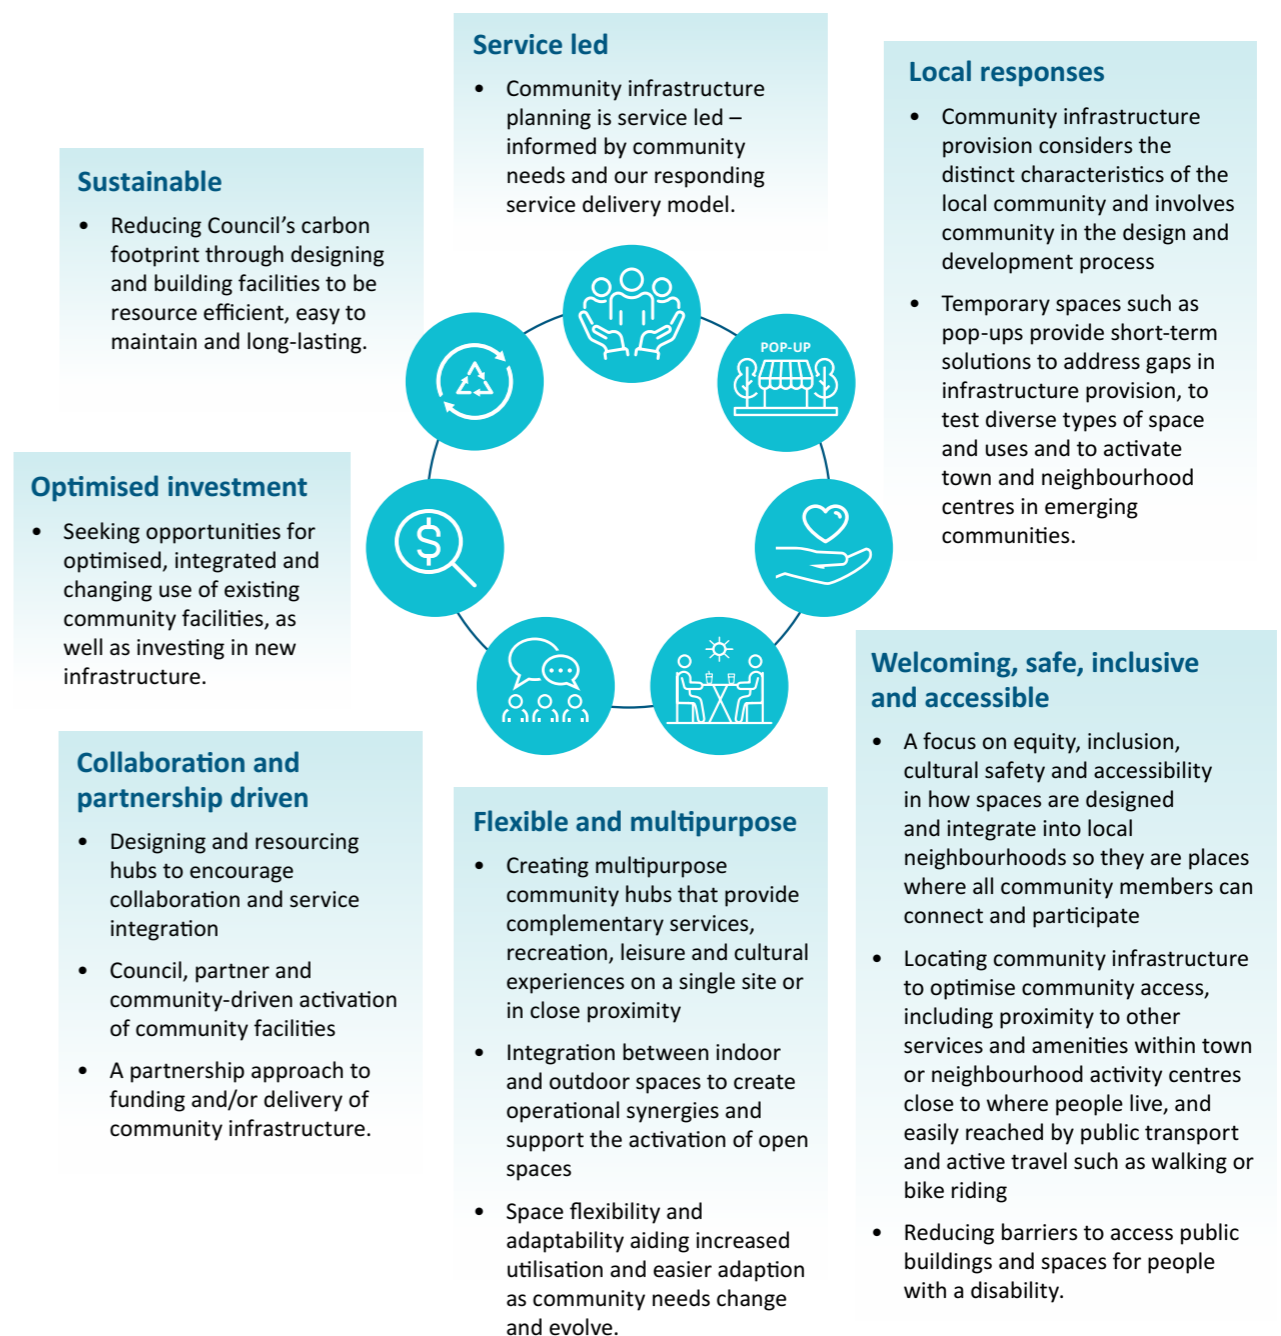 Service led
• Community infrastructure
planning is service led –
informed by community
needs and our responding
service delivery model.
Local responses
• Community infrastructure
provision considers the
distinct characteristics of the
local community and involves
community in the design and
development process
• Temporary spaces such as
pop-ups provide short-term
solutions to address gaps in
infrastructure provision, to
test diverse types of space
and uses and to activate
town and neighbourhood
centres in emerging
communities.
Sustainable
• Reducing Council’s carbon
footprint through designing
and building facilities to be
resource efficient, easy to
maintain and long-lasting.
POP-UP
Optimised investment
• Seeking opportunities for
optimised, integrated and
changing use of existing
community facilities, as
well as investing in new
infrastructure.
$
Welcoming, safe, inclusive
and accessible
• A focus on equity, inclusion,
cultural safety and accessibility
in how spaces are designed
and integrate into local
neighbourhoods so they are places
where all community members can
connect and participate
• Locating community infrastructure
to optimise community access,
including proximity to other
services and amenities within town
or neighbourhood activity centres
close to where people live, and
easily reached by public transport
and active travel such as walking or
bike riding
• Reducing barriers to access public
buildings and spaces for people
with a disability.
Collaboration and
partnership driven
• Designing and resourcing
hubs to encourage
collaboration and service
integration
• Council, partner and
community-driven activation
of community facilities
• A partnership approach to
funding and/or delivery of
community infrastructure.
Flexible and multipurpose
• Creating multipurpose
community hubs that provide
complementary services,
recreation, leisure and cultural
experiences on a single site or
in close proximity
• Integration between indoor
and outdoor spaces to create
operational synergies and
support the activation of open
spaces
• Space flexibility and
adaptability aiding increased
utilisation and easier adaption
as community needs change
and evolve.